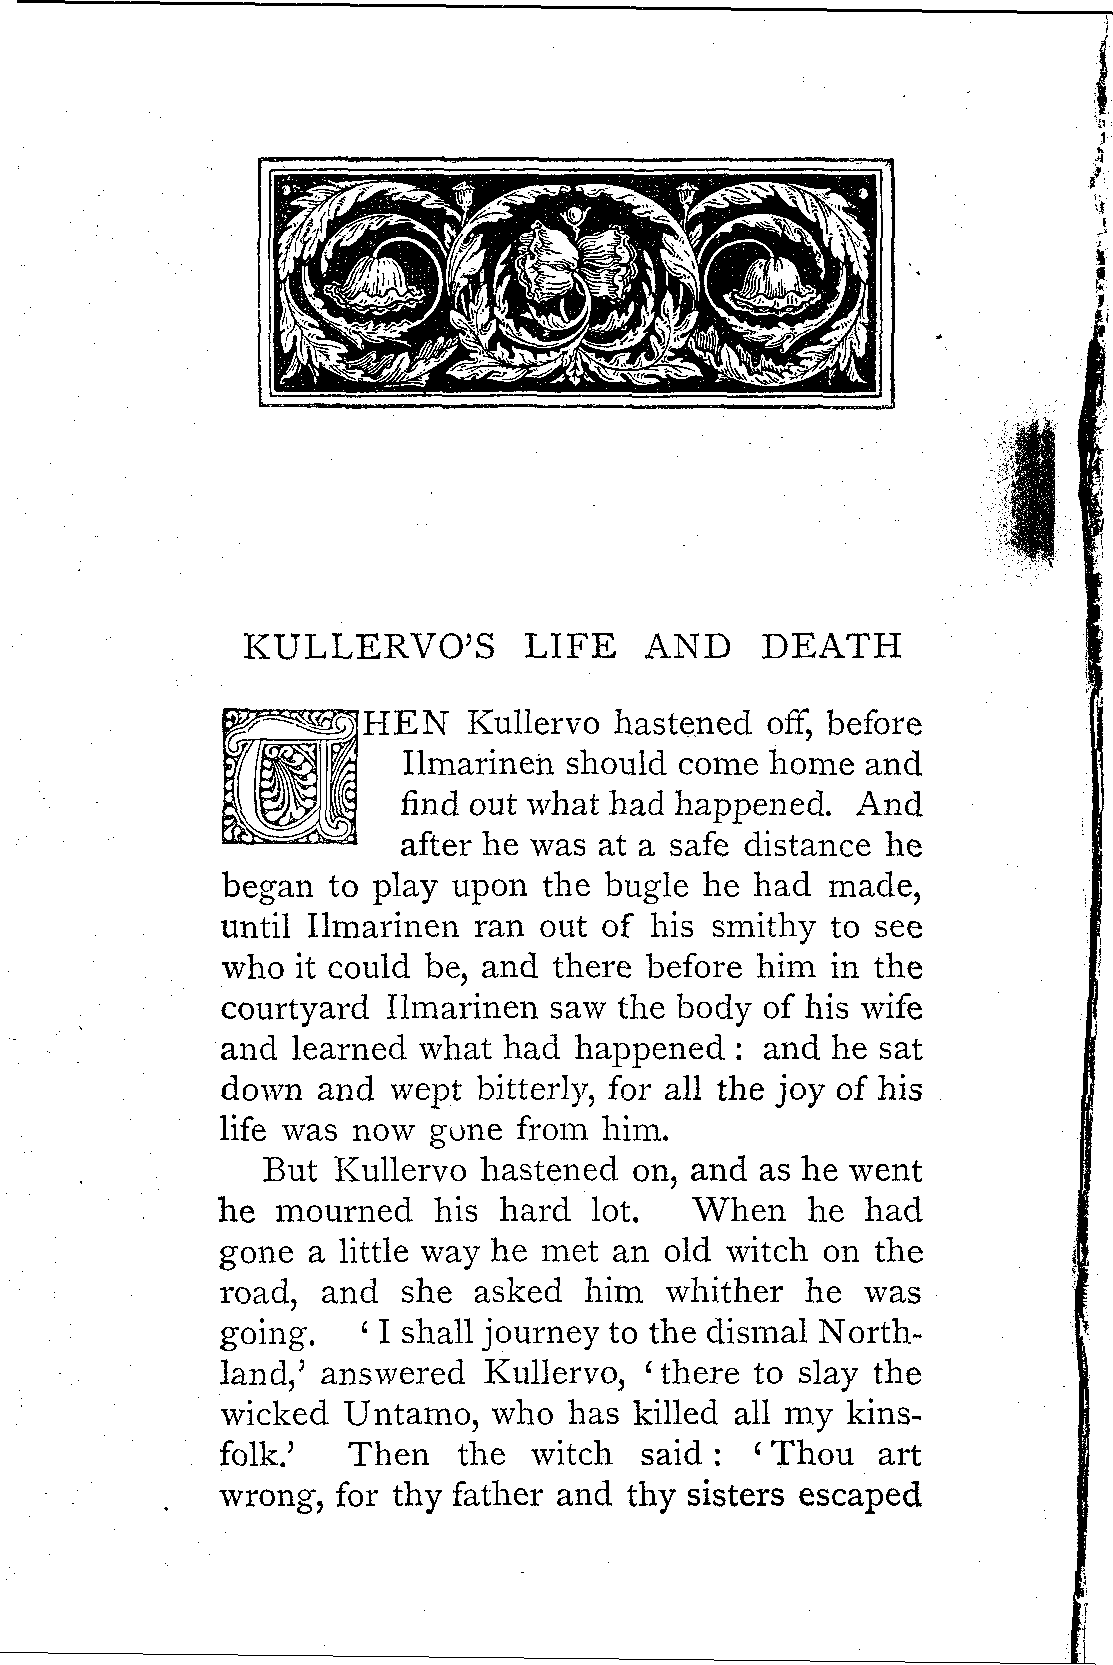 KULLERVO'S LIFE AND DEATH
THEN Kullervo hastened off, before
Ilmarinen should come home and
find out what had happened. And
after he was at a safe distance he
began to play upon the bugle he had made,
until Ilmarinen ran out of his smithy to see
who it could be, and there before him in the
courtyard Ilmarinen saw the body of his wife
and learned what had happened : and he sat
down and wept bitterly, for all the joy of his
life was now gone from him.
But Kullervo hastened on, and as he went
he mourned his hard lot. When he had
gone a little way he met an old witch on the
road, and she asked him whither he was
going. ‘ I shall journey to the dismal North-
land,’ answered Kullervo, ‘ there to slay the
wicked Untamo, who has killed all my kins-
folk.’ Then the witch said : ‘ Thou art
wrong, for thy father and thy sisters escaped